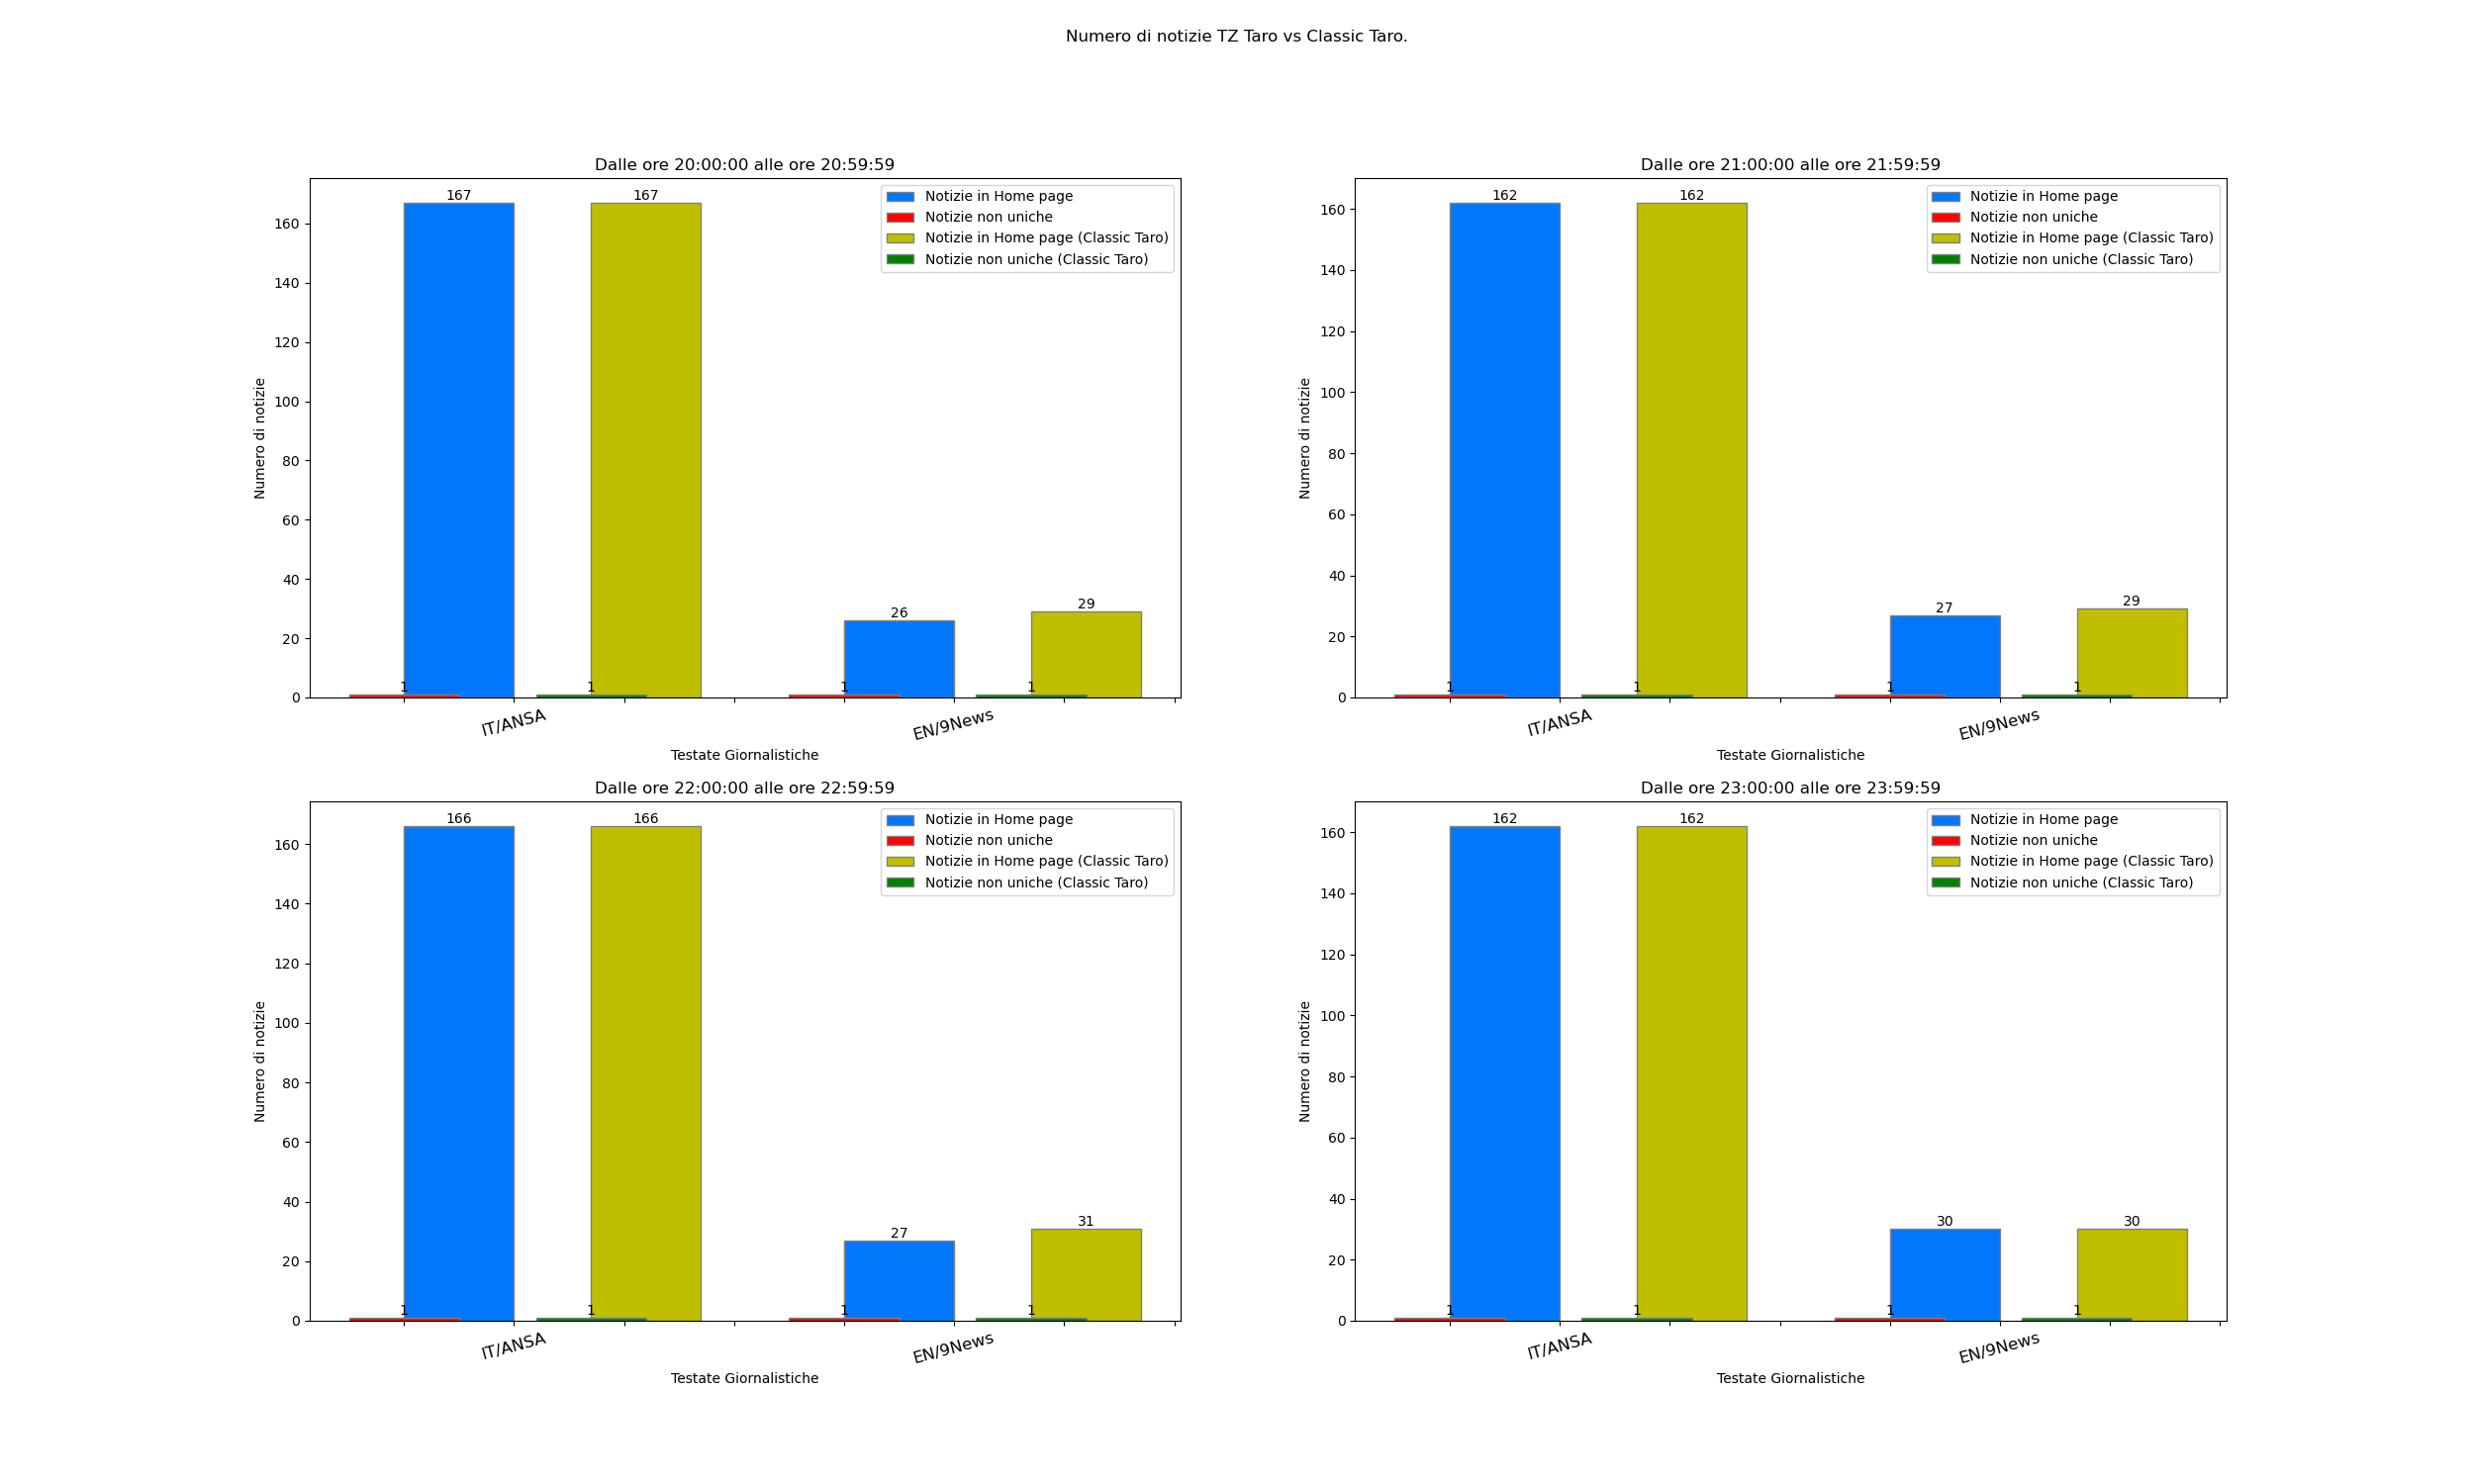 Numero di notizie TZ Taro vs Classic Taro.
Dalle ore 20:00:00 alle ore 20:59:59
Numero di notizie
160
140
120
100
80
60
40
20
0
167
167
26
29
1
1
1
1
Notizie in Home page
Notizie non uniche
Notizie in Home page (Classic Taro)
Notizie non uniche (Classic Taro)
IT/ANSA
EN/9News
Testate Giornalistiche
Dalle ore 21:00:00 alle ore 21:59:59
Numero di notizie
160
140
120
100
80
60
40
20
0
162
162
27
29
1
1
1
1
Notizie in Home page
Notizie non uniche
Notizie in Home page (Classic Taro)
Notizie non uniche (Classic Taro)
IT/ANSA
EN/9News
Testate Giornalistiche
Dalle ore 22:00:00 alle ore 22:59:59
Numero di notizie
160
140
120
100
80
60
40
20
0
166
166
27
31
1
1
1
1
Notizie in Home page
Notizie non uniche
Notizie in Home page (Classic Taro)
Notizie non uniche (Classic Taro)
IT/ANSA
EN/9News
Testate Giornalistiche
Dalle ore 23:00:00 alle ore 23:59:59
Numero di notizie
160
140
120
100
80
60
40
20
0
162
162
30
30
1
1
1
1
Notizie in Home page
Notizie non uniche
Notizie in Home page (Classic Taro)
Notizie non uniche (Classic Taro)
IT/ANSA
EN/9News
Testate Giornalistiche